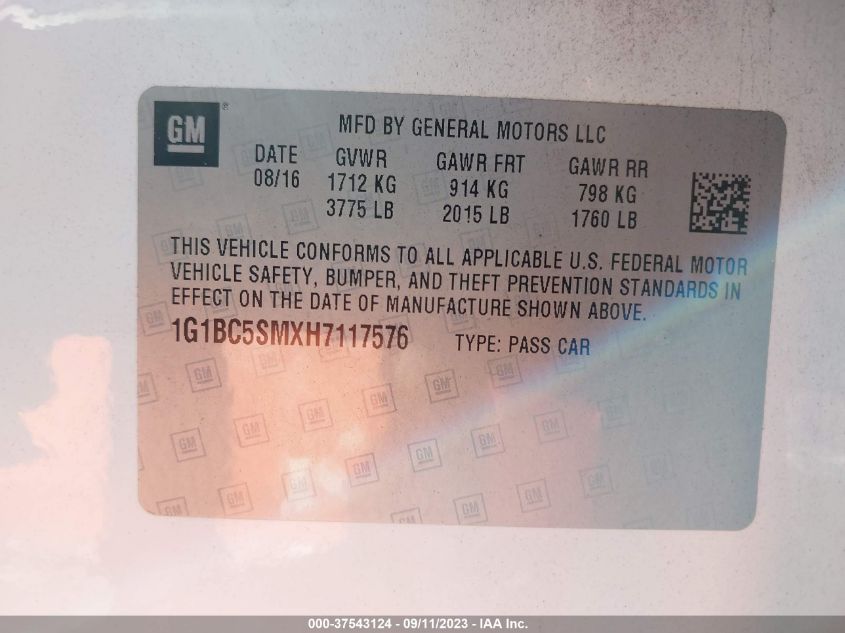 GM ®
MFD BY GENERAL MOTORS LLC
DATE GVWR GAWR FRT GAWR RR
08/16 1712 KG 914 KG 798 KG
3775 LB 2015 LB 1760 LB
THIS VEHICLE CONFORMS TO ALL APPLICABLE U.S. FEDERAL MOTOR
VEHICLE SAFETY, BUMPER, AND THEFT PREVENTION STANDARDS IN
EFFECT ON THE DATE OF MANUFACTURE SHOWN ABOVE.
1G1BC5SMXH7117576 TYPE: PASS CAR
000-37543124 - 09/11/2023 - IAA Inc.